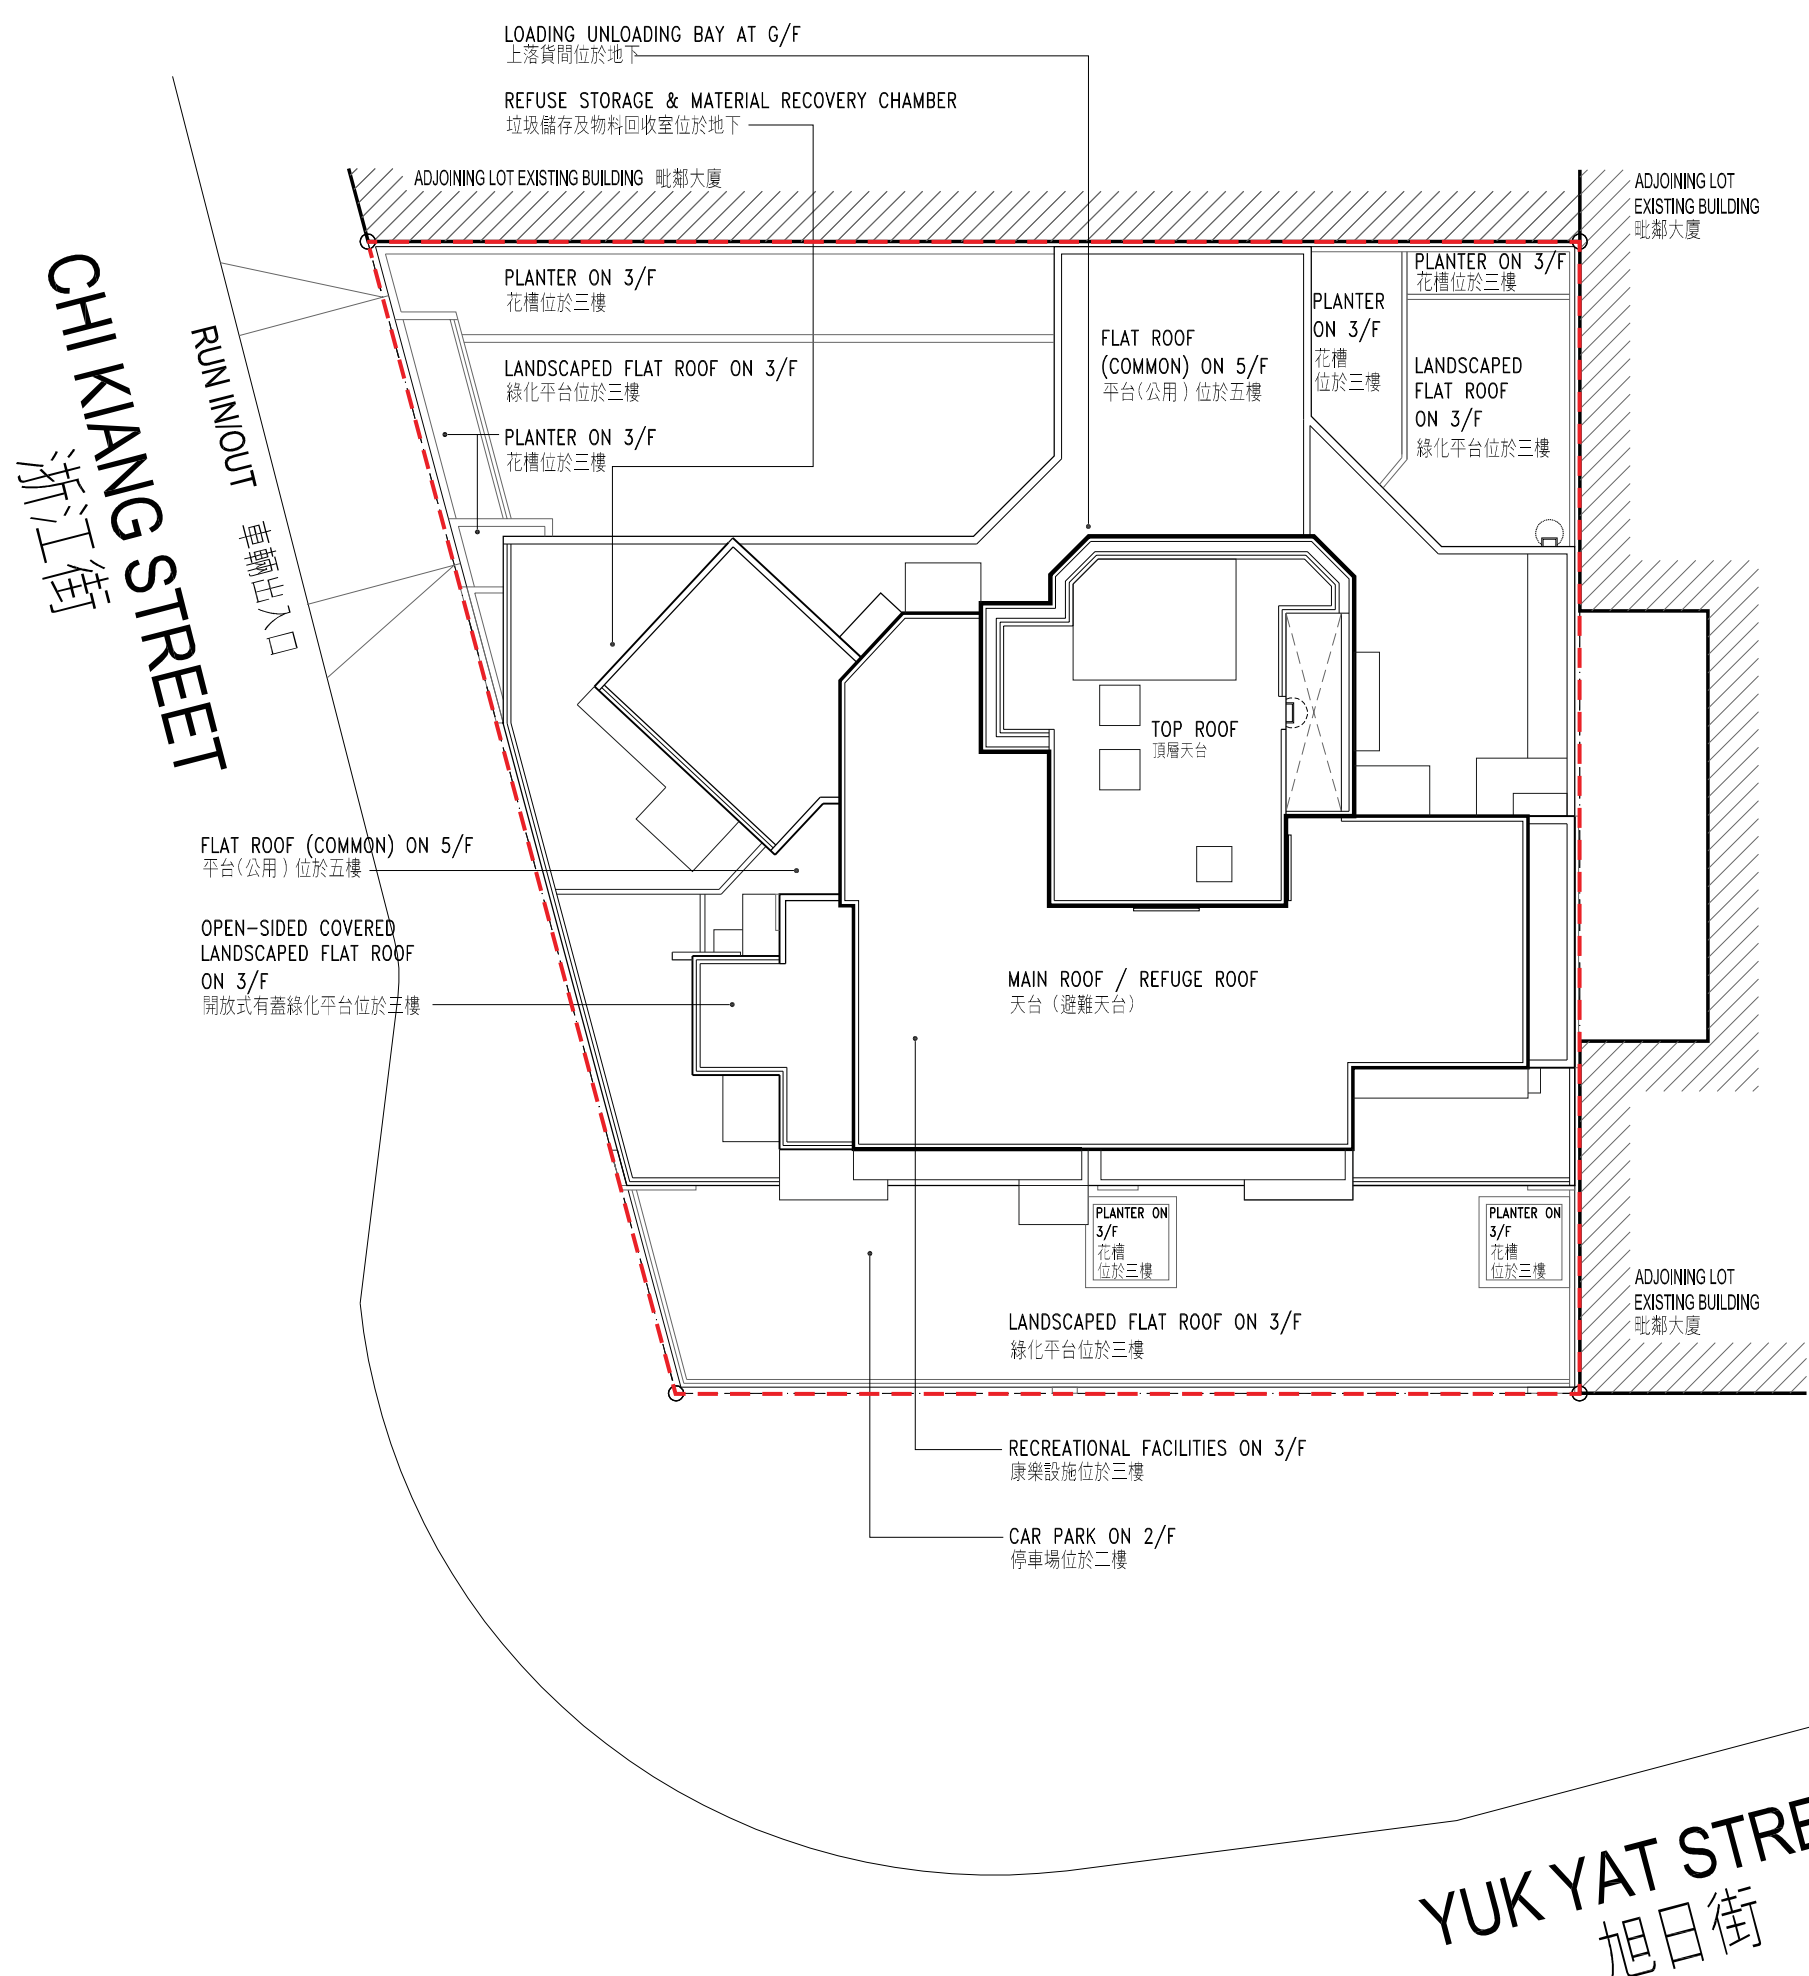 LOADING UNLOADING BAY AT G/F
上落貨間位於地下
REFUSE STORAGE & MATERIAL RECOVERY CHAMBER
垃圾儲存及物料回收室位於地下
ADJOINING LOT EXISTING BUILDING 毗鄰大廈
ADJOINING LOT
EXISTING BUILDING
毗鄰大廈
CHI KIANG STREET
浙江街
RUN IN/OUT 車輛出入口
PLANTER ON 3/F
花槽位於三樓
LANDSCAPED FLAT ROOF ON 3/F
綠化平台位於三樓
PLANTER ON 3/F
花槽位於三樓
FLAT ROOF
(COMMON) ON 5/F
平台(公用) 位於五樓
PLANTER
ON 3/F
花槽
位於三樓
PLANTER ON 3/F
花槽位於三樓
LANDSCAPED
FLAT ROOF
ON 3/F
綠化平台位於三樓
TOP ROOF
頂層天台
FLAT ROOF (COMMON) ON 5/F
平台(公用) 位於五樓
OPEN-SIDED COVERED
LANDSCAPED FLAT ROOF
ON 3/F
開放式有蓋綠化平台位於三樓
MAIN ROOF / REFUGE ROOF
天台 (避難天台)
PLANTER ON
3/F
花槽
位於三樓
PLANTER ON
3/F
花槽
位於三樓
LANDSCAPED FLAT ROOF ON 3/F
綠化平台位於三樓
ADJOINING LOT
EXISTING BUILDING
毗鄰大廈
RECREATIONAL FACILITIES ON 3/F
康樂設施位於三樓
CAR PARK ON 2/F
停車場位於二樓
YUK YAT STRE
旭日街